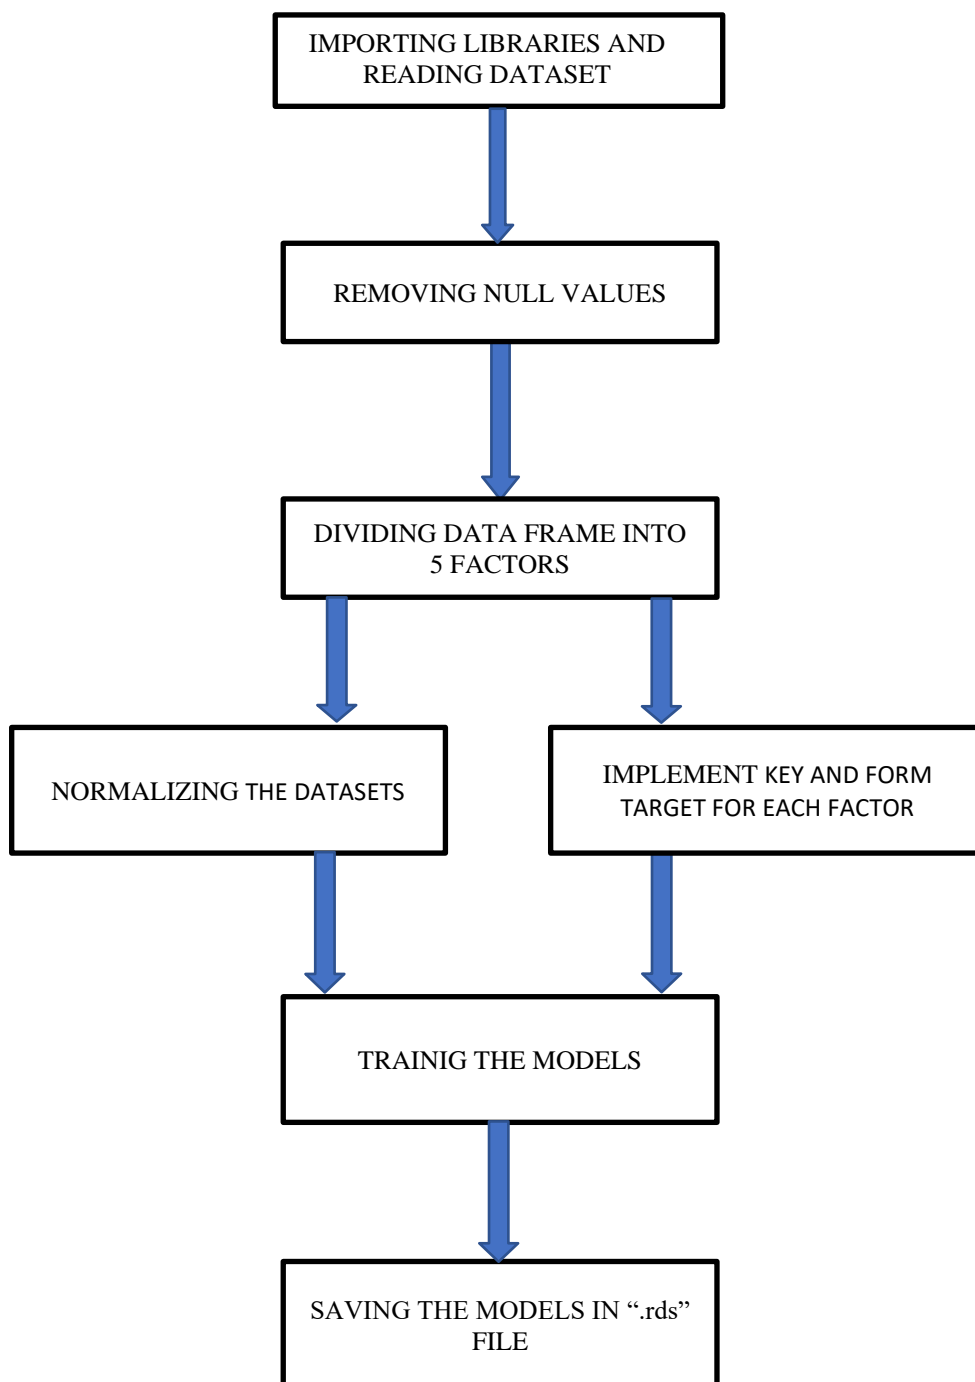 IMPORTING LIBRARIES AND
READING DATASET
REMOVING NULL VALUES
DIVIDING DATA FRAME INTO
5 FACTORS
NORMALIZING THE DATASETS
IMPLEMENT KEY AND FORM
TARGET FOR EACH FACTOR
TRAINIG THE MODELS
SAVING THE MODELS IN “.rds”
FILE